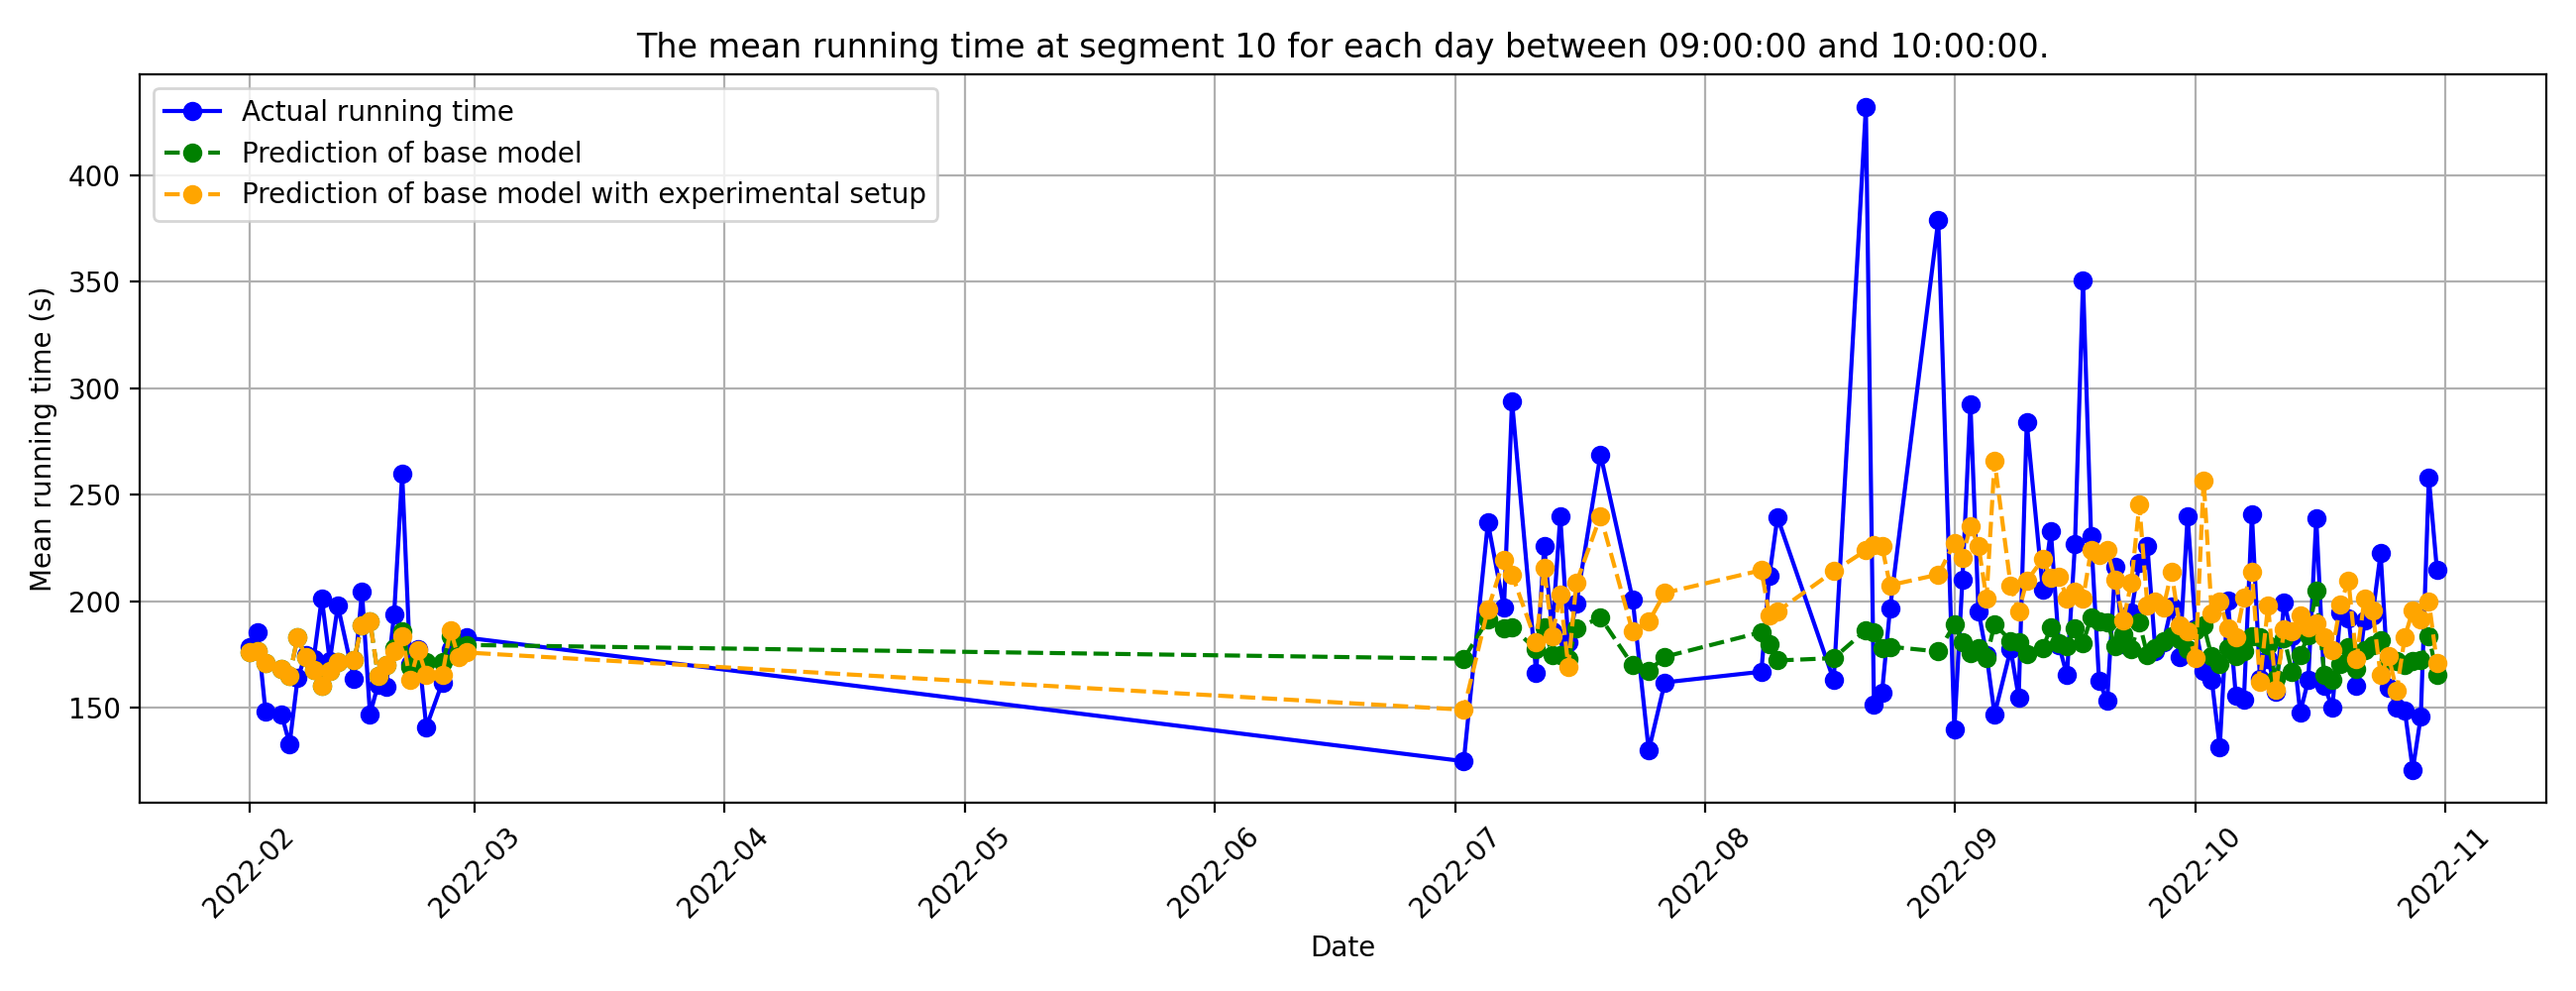 The mean running time at segment 10 for each day between 09:00:00 and 10:00:00.
Actual running time
Prediction of base model
Prediction of base model with experimental setup
Mean running time (s)
400
350
300
250
200
150
2022-02
2022-03
2022-04
2022-05
2022-06
2022-07
2022-08
2022-09
2022-10
2022-11
Date